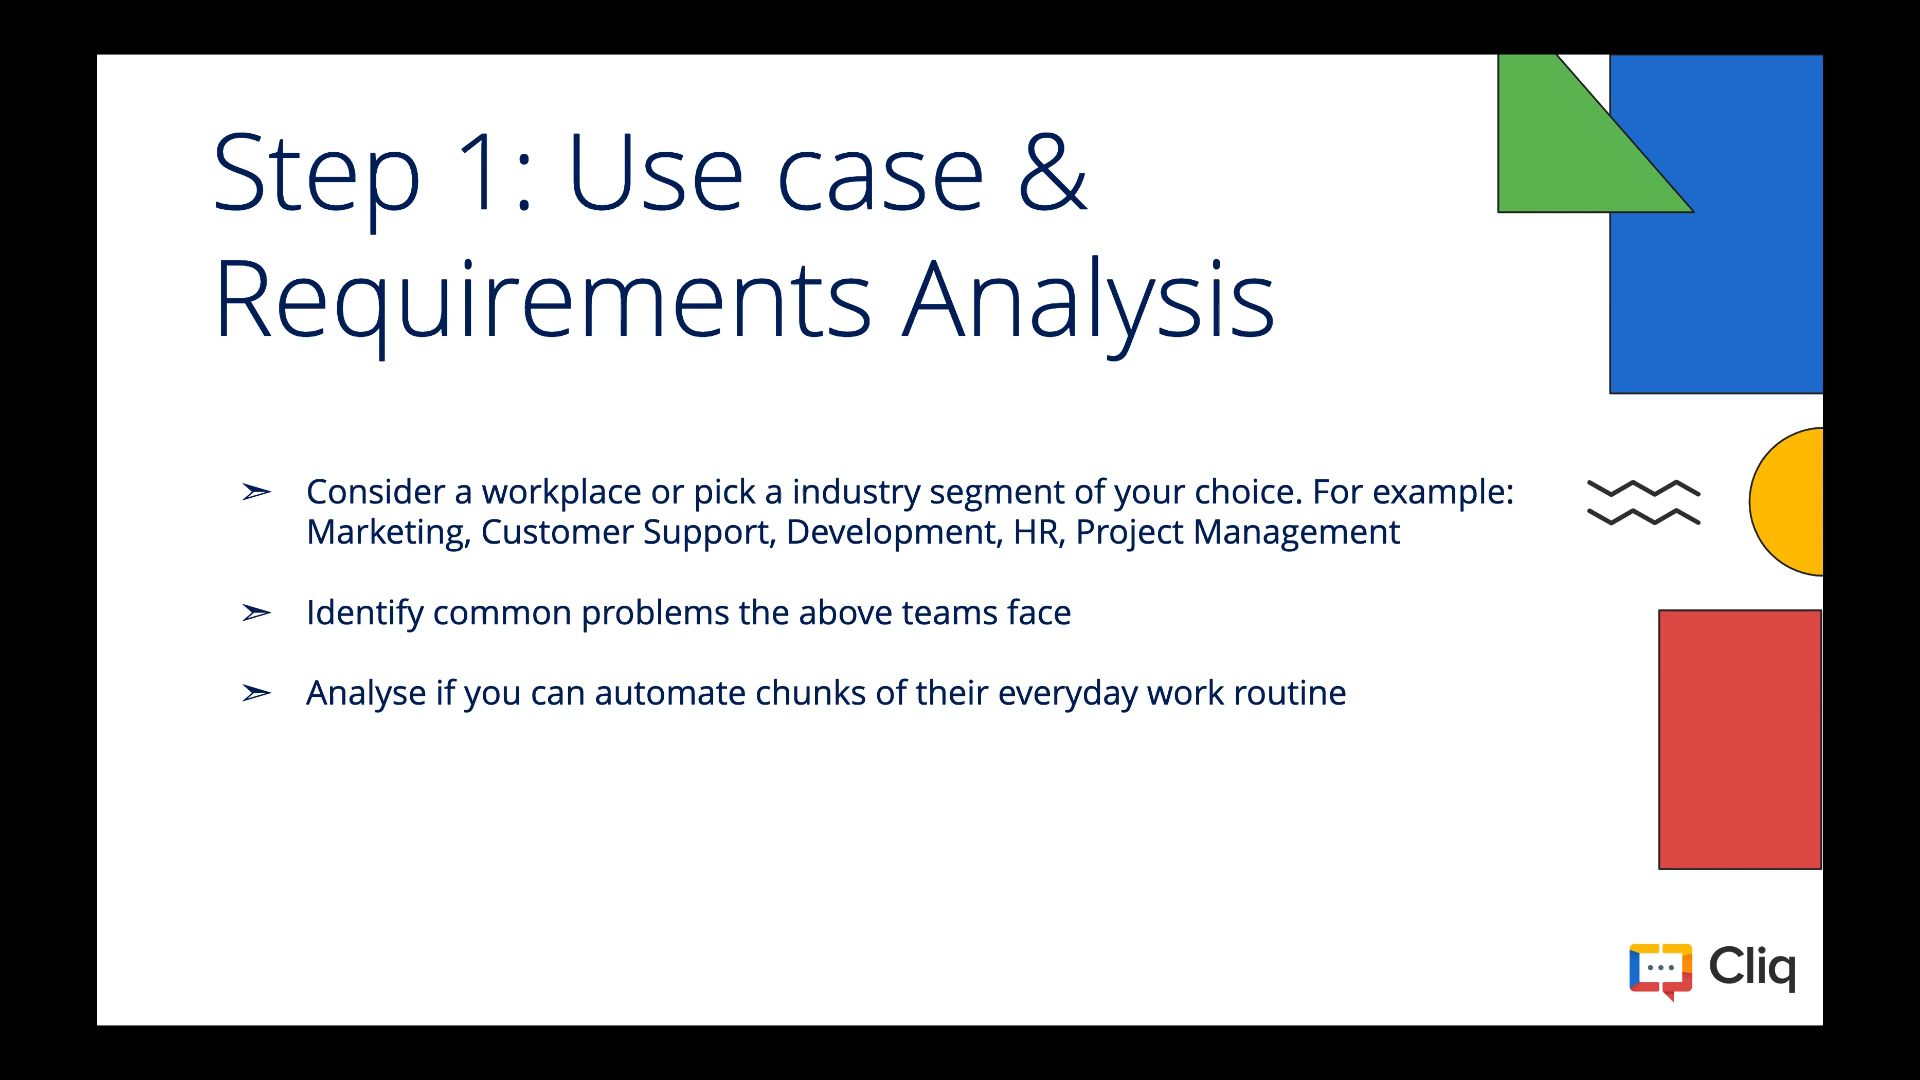 Step 1: Use case &
Requirements Analysis
➢ Consider a workplace or pick a industry segment of your choice. For example:
Marketing, Customer Support, Development, HR, Project Management
➢ Identify common problems the above teams face
➢ Analyse if you can automate chunks of their everyday work routine
Cliq